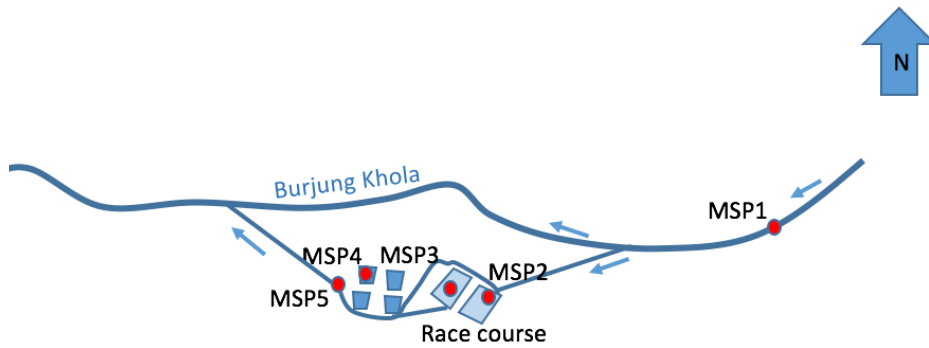 N
Burjung Khola
MSP1
MSP4 MSP3
MSP2
MSP5
Race course